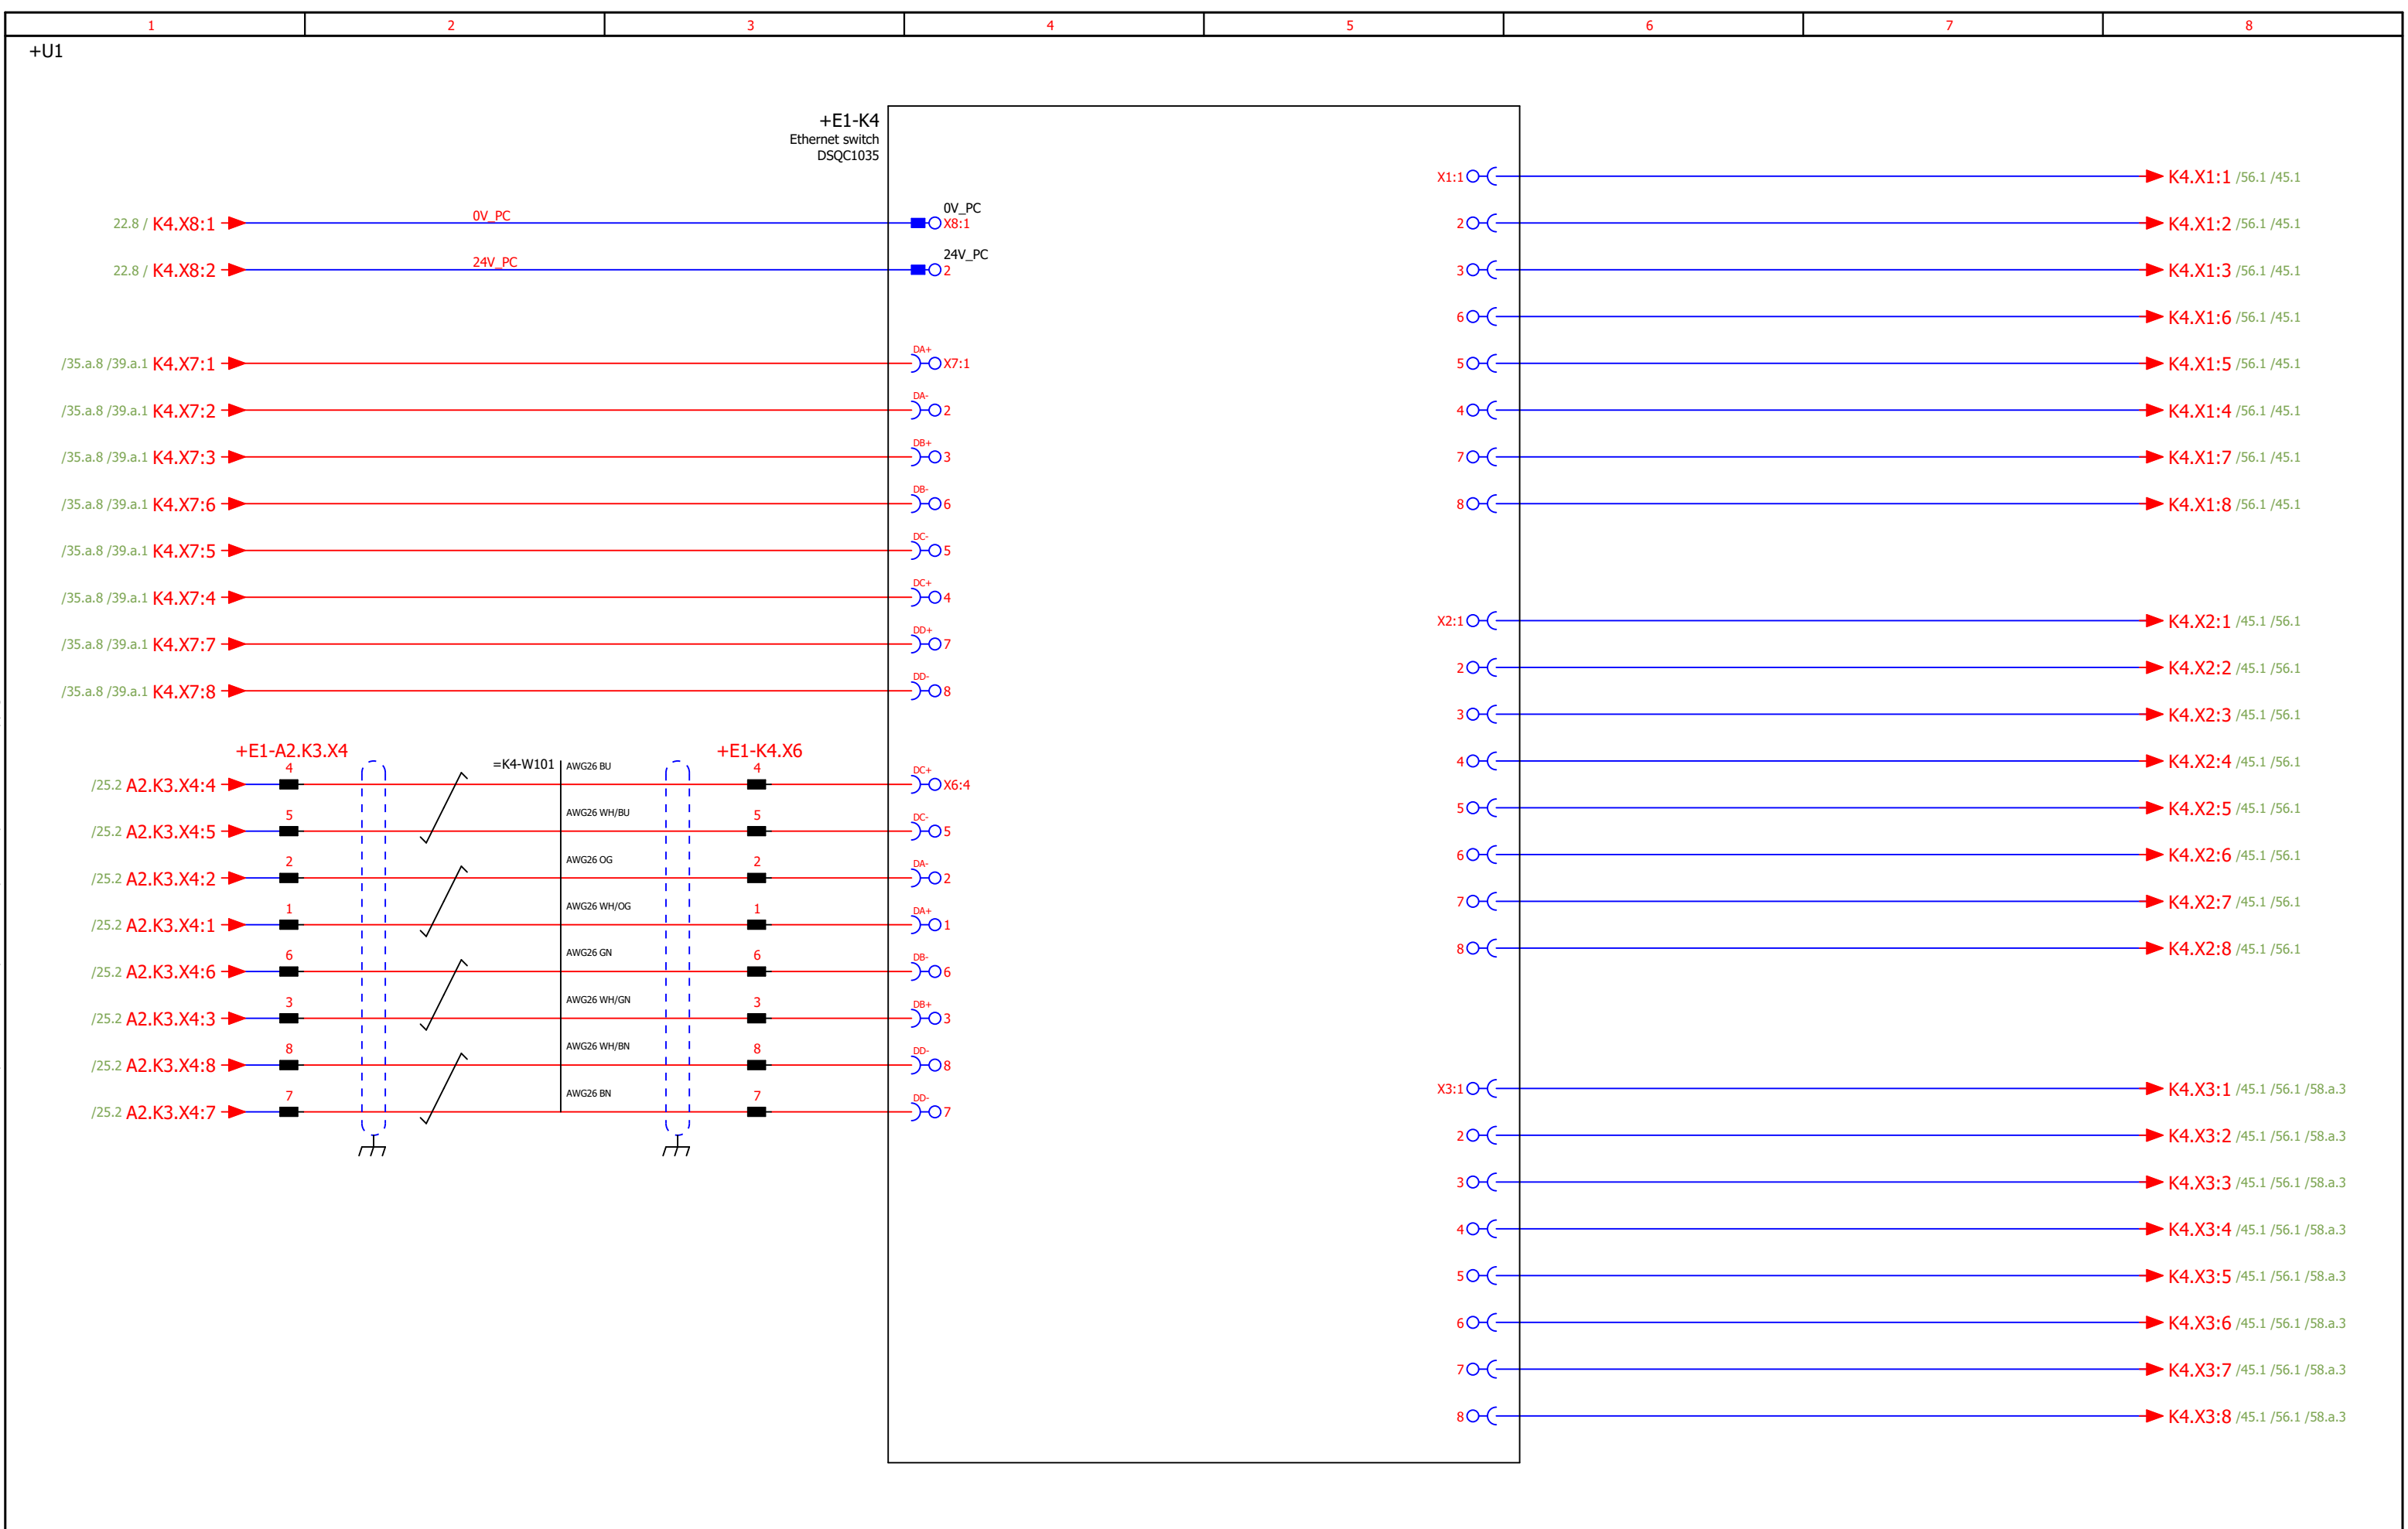 1 2 3 4 5 6 7 8
+U1
+E1-K4
Ethernet switch
DSQC1035
22.8 / K4.X8:1 0V_PC 0V_PC X8:1
22.8 / K4.X8:2 24V_PC 24V_PC 2
/35.a.8 /39.a.1 K4.X7:1 DA+ X7:1
/35.a.8 /39.a.1 K4.X7:2 DA- 2
/35.a.8 /39.a.1 K4.X7:3 DB+ 3
/35.a.8 /39.a.1 K4.X7:6 DB- 6
/35.a.8 /39.a.1 K4.X7:5 DC- 5
/35.a.8 /39.a.1 K4.X7:4 DC+ 4
/35.a.8 /39.a.1 K4.X7:7 DD+ 7
/35.a.8 /39.a.1 K4.X7:8 DD- 8
+E1-A2.K3.X4 =K4-W101 +E1-K4.X6
/25.2 A2.K3.X4:4 4 AWG26 BU 4 DC+ X6:4
/25.2 A2.K3.X4:5 5 AWG26 WH/BU 5 DC- 5
/25.2 A2.K3.X4:2 2 AWG26 OG 2 DA- 2
/25.2 A2.K3.X4:1 1 AWG26 WH/OG 1 DA+ 1
/25.2 A2.K3.X4:6 6 AWG26 GN 6 DB- 6
/25.2 A2.K3.X4:3 3 AWG26 WH/GN 3 DB+ 3
/25.2 A2.K3.X4:8 8 AWG26 WH/BN 8 DD- 8
/25.2 A2.K3.X4:7 7 AWG26 BN 7 DD- 7
X1:1 K4.X1:1 /56.1 /45.1
2 K4.X1:2 /56.1 /45.1
3 K4.X1:3 /56.1 /45.1
6 K4.X1:6 /56.1 /45.1
5 K4.X1:5 /56.1 /45.1
4 K4.X1:4 /56.1 /45.1
7 K4.X1:7 /56.1 /45.1
8 K4.X1:8 /56.1 /45.1
X2:1 K4.X2:1 /45.1 /56.1
2 K4.X2:2 /45.1 /56.1
3 K4.X2:3 /45.1 /56.1
4 K4.X2:4 /45.1 /56.1
5 K4.X2:5 /45.1 /56.1
6 K4.X2:6 /45.1 /56.1
7 K4.X2:7 /45.1 /56.1
8 K4.X2:8 /45.1 /56.1
X3:1 K4.X3:1 /45.1 /56.1 /58.a.3
2 K4.X3:2 /45.1 /56.1 /58.a.3
3 K4.X3:3 /45.1 /56.1 /58.a.3
4 K4.X3:4 /45.1 /56.1 /58.a.3
5 K4.X3:5 /45.1 /56.1 /58.a.3
6 K4.X3:6 /45.1 /56.1 /58.a.3
7 K4.X3:7 /45.1 /56.1 /58.a.3
8 K4.X3:8 /45.1 /56.1 /58.a.3